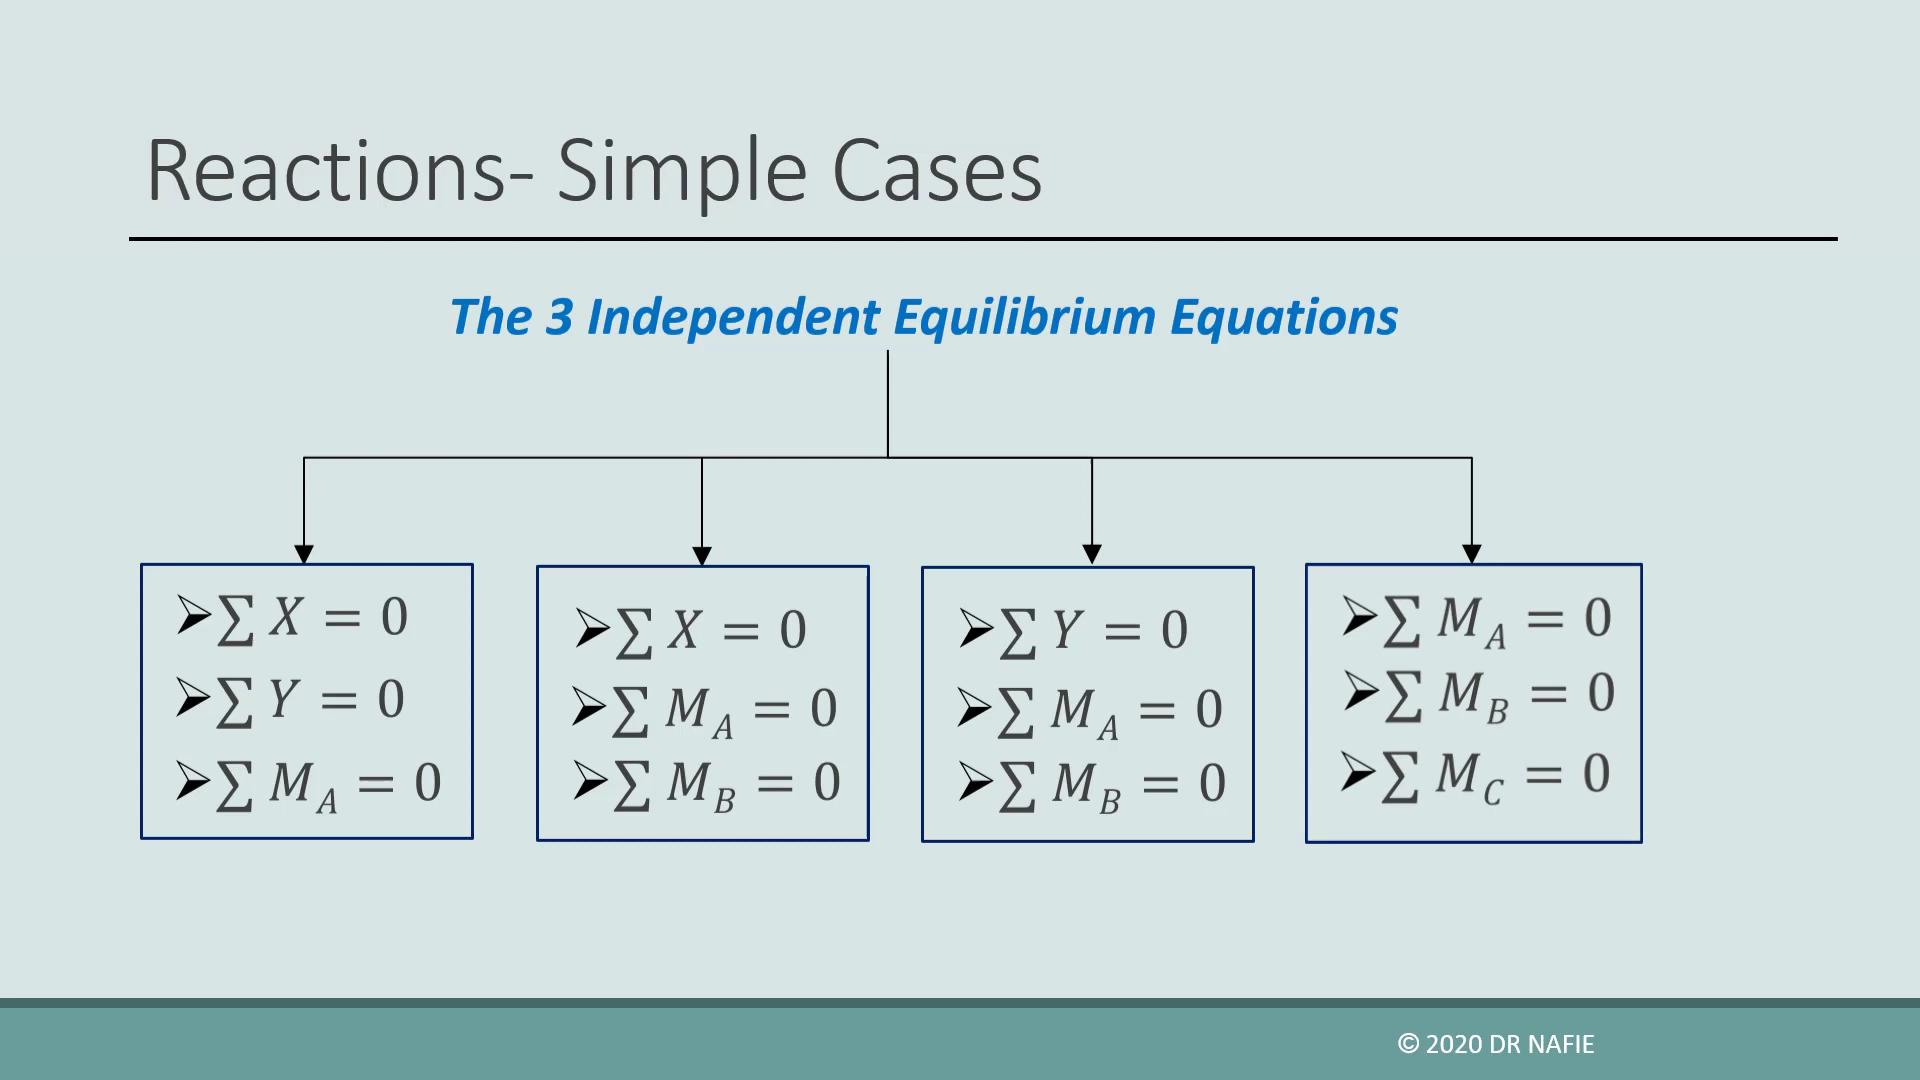 Reactions- Simple Cases
The 3 Independent Equilibrium Equations
➢∑ X = 0
➢∑ Y = 0
➢∑ M_A = 0
➢∑ X = 0
➢∑ M_A = 0
➢∑ M_B = 0
➢∑ Y = 0
➢∑ M_A = 0
➢∑ M_B = 0
➢∑ M_A = 0
➢∑ M_B = 0
➢∑ M_C = 0
© 2020 DR NAFIE